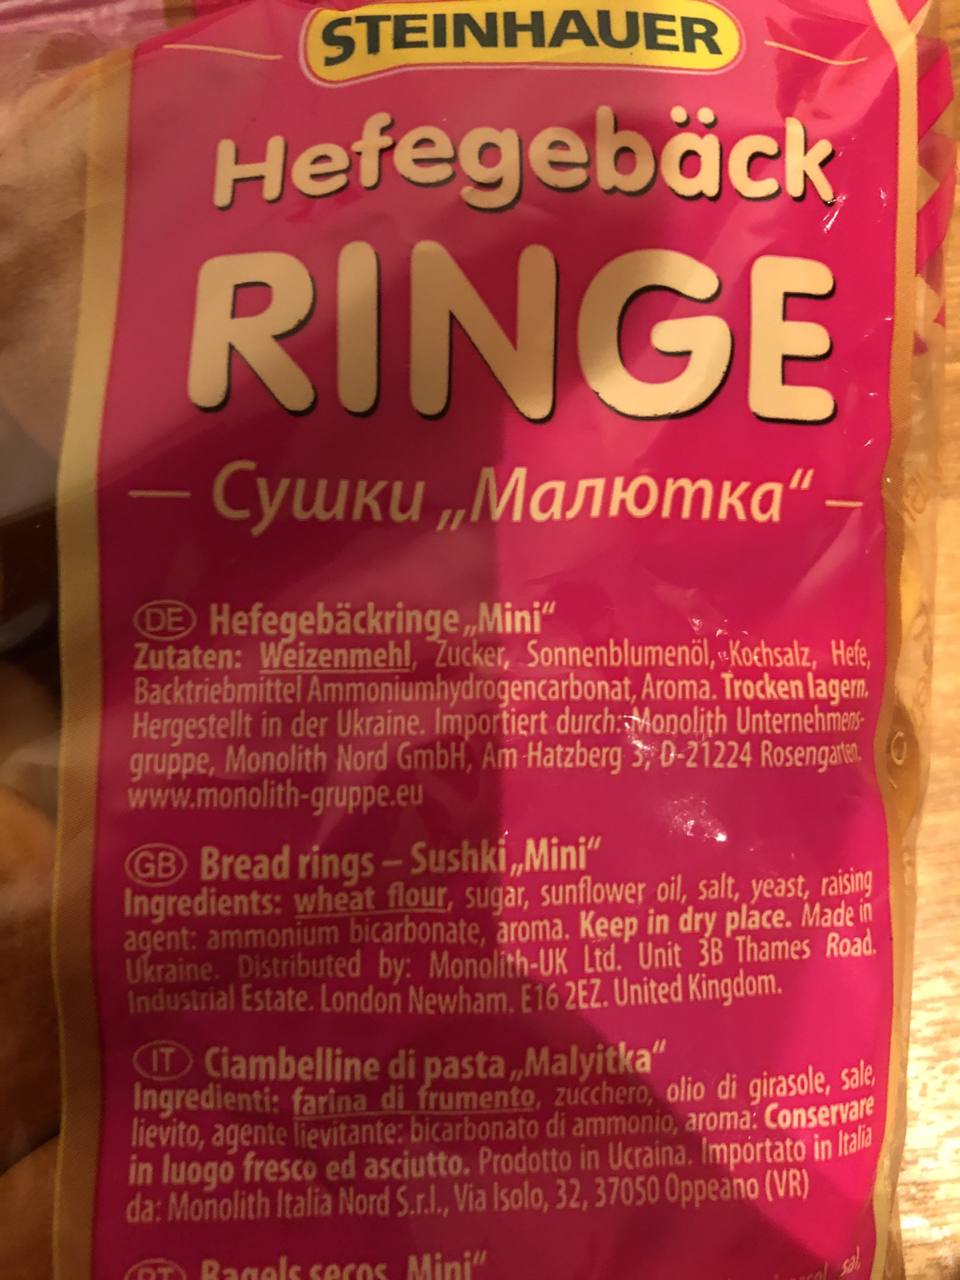 STEINHAUER
Hefegebäck
RINGE
— Сушки „Малютка“ —
DE Hefegebäckringe „Mini“
Zutaten: Weizenmehl, Zucker, Sonnenblumenöl, Kochsalz, Hefe,
Backtriebmittel Ammoniumhydrogencarbonat, Aroma. Trocken lagern.
Hergestellt in der Ukraine. Importiert durch: Monolith Unternehmens-
gruppe, Monolith Nord GmbH, Am Hatzberg 3, D-21224 Rosengarten.
www.monolith-gruppe.eu
GB Bread rings – Sushki „Mini“
Ingredients: wheat flour, sugar, sunflower oil, salt, yeast, raising
agent: ammonium bicarbonate, aroma. Keep in dry place. Made in
Ukraine. Distributed by: Monolith-UK Ltd. Unit 3B Thames Road.
Industrial Estate. London Newham. E16 2EZ. United Kingdom.
IT Ciambelline di pasta „Malyitka“
Ingredienti: farina di frumento, zucchero, olio di girasole, sale,
lievito, agente lievitante: bicarbonato di ammonio, aroma: Conservare
in luogo fresco ed asciutto. Prodotto in Ucraina. Importato in Italia
da: Monolith Italia Nord S.r.l., Via Isolo, 32, 37050 Oppeano (VR)
PT Bagels secos „Mini“
sal,